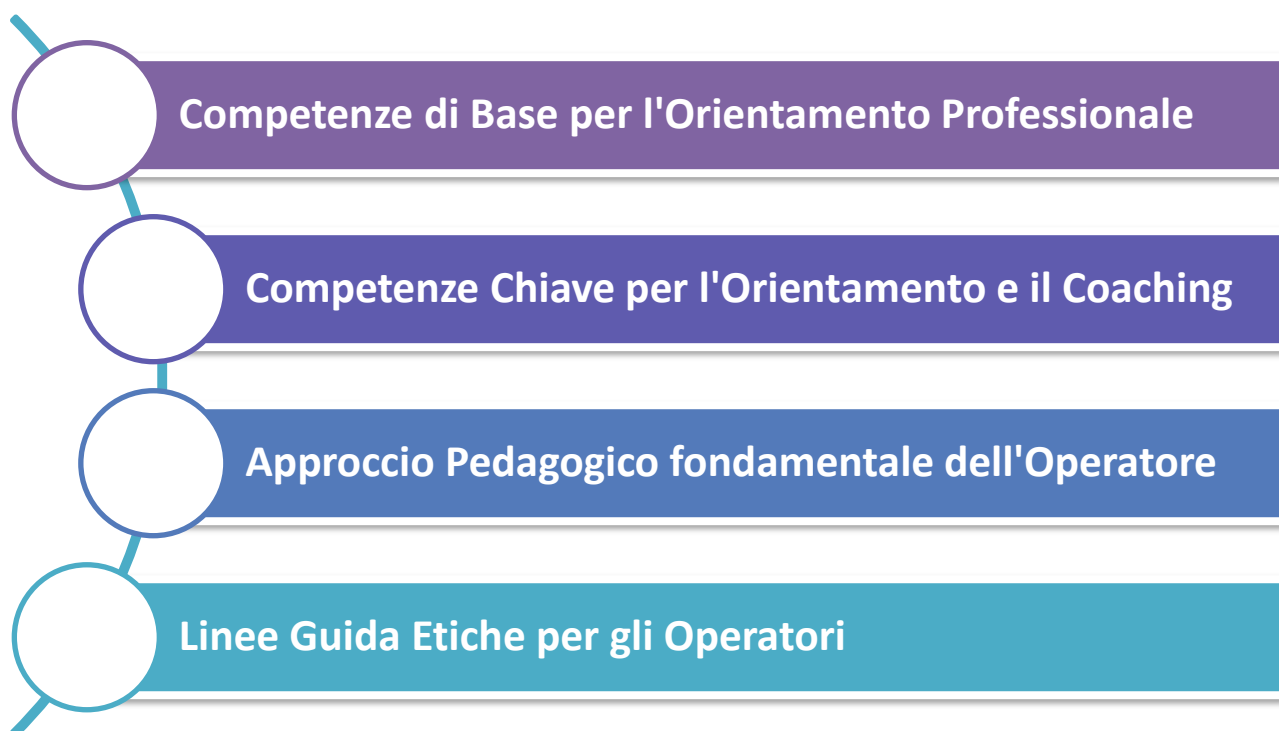 Competenze di Base per l'Orientamento Professionale
Competenze Chiave per l'Orientamento e il Coaching
Approccio Pedagogico fondamentale dell'Operatore
Linee Guida Etiche per gli Operatori